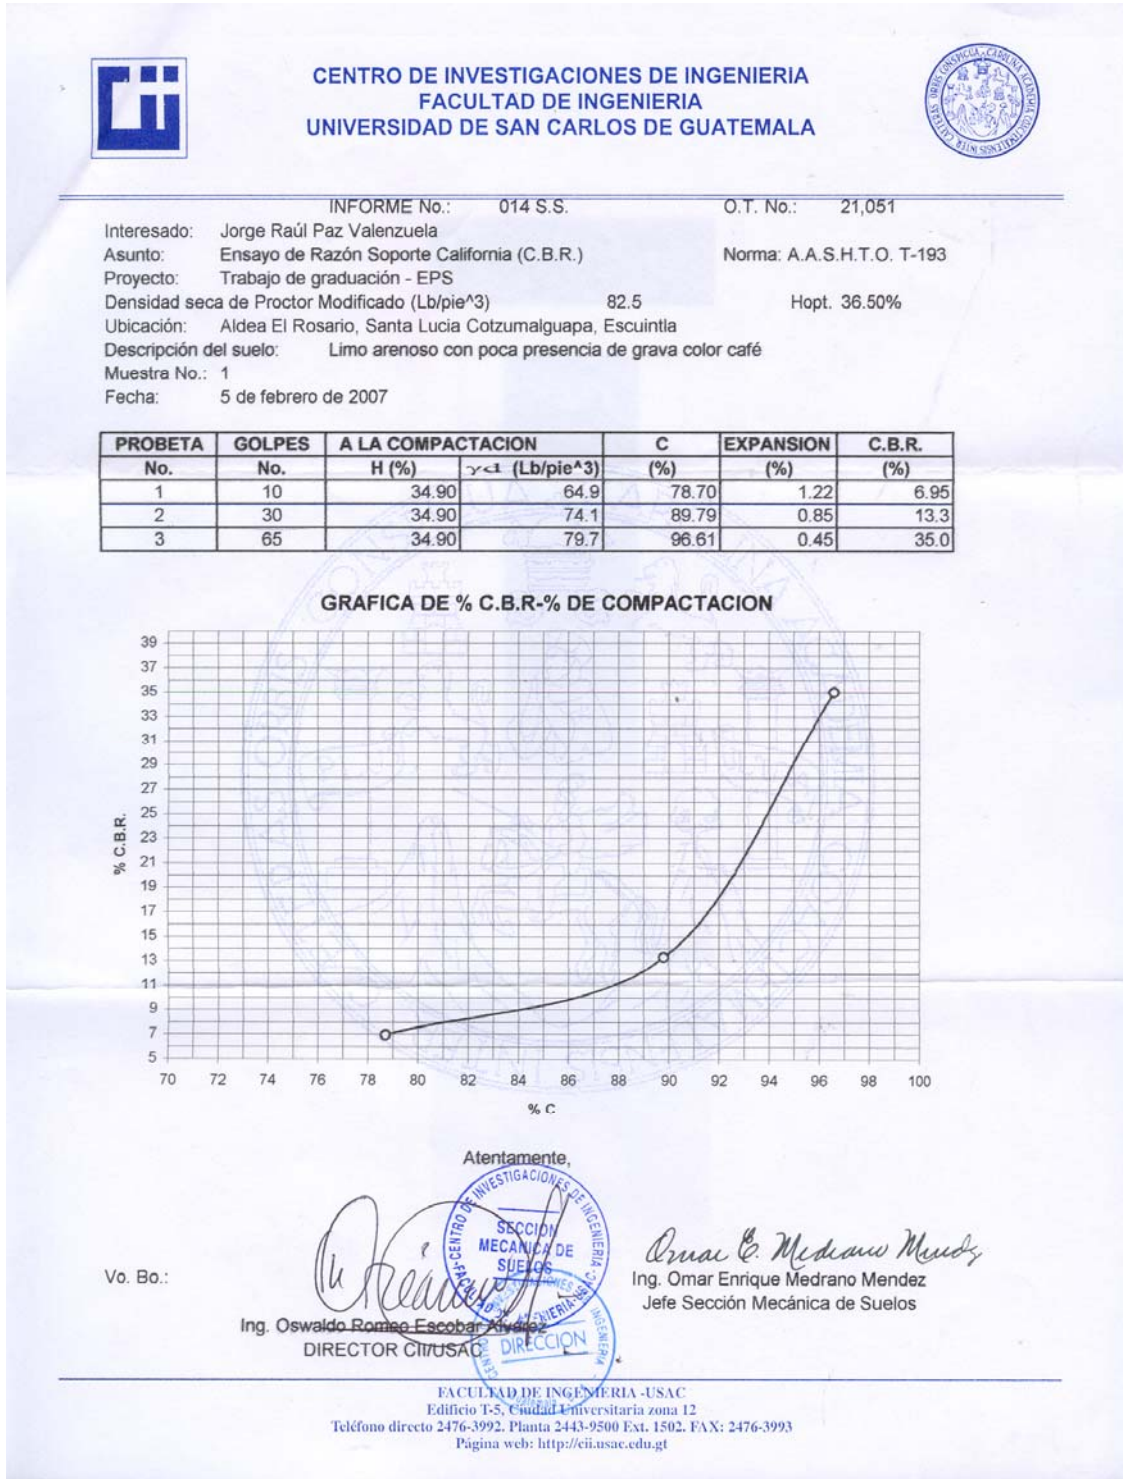 Cii
CENTRO DE INVESTIGACIONES DE INGENIERIA
FACULTAD DE INGENIERIA
UNIVERSIDAD DE SAN CARLOS DE GUATEMALA
INFORME No.: 014 S.S. O.T. No.: 21,051
Interesado: Jorge Raúl Paz Valenzuela
Asunto: Ensayo de Razón Soporte California (C.B.R.) Norma: A.A.S.H.T.O. T-193
Proyecto: Trabajo de graduación - EPS
Densidad seca de Proctor Modificado (Lb/pie^3) 82.5 Hopt. 36.50%
Ubicación: Aldea El Rosario, Santa Lucia Cotzumalguapa, Escuintla
Descripción del suelo: Limo arenoso con poca presencia de grava color café
Muestra No.: 1
Fecha: 5 de febrero de 2007
PROBETA GOLPES A LA COMPACTACION C EXPANSION C.B.R.
No. No. H (%) γd (Lb/pie^3) (%) (%) (%)
1 10 34.90 64.9 78.70 1.22 6.95
2 30 34.90 74.1 89.79 0.85 13.3
3 65 34.90 79.7 96.61 0.45 35.0
GRAFICA DE % C.B.R-% DE COMPACTACION
39
37
35
33
31
29
27
25
23
21
19
17
15
13
11
9
7
5
% C.B.R.
70 72 74 76 78 80 82 84 86 88 90 92 94 96 98 100
% C
Atentamente,
CENTRO DE INVESTIGACIONES DE INGENIERIA
SECCION
MECANICA DE
SUELOS
Omar E. Medrano Mendez
Vo. Bo.:
Ing. Omar Enrique Medrano Mendez
Jefe Sección Mecánica de Suelos
Ing. Oswaldo Romeo Escobar Alvarez
DIRECTOR CII/USAC
DIRECCION
FACULTAD DE INGENIERIA -USAC
Edificio T-5, Ciudad Universitaria zona 12
Teléfono directo 2476-3992. Planta 2443-9500 Ext. 1502. FAX: 2476-3993
Página web: http://cii.usac.edu.gt